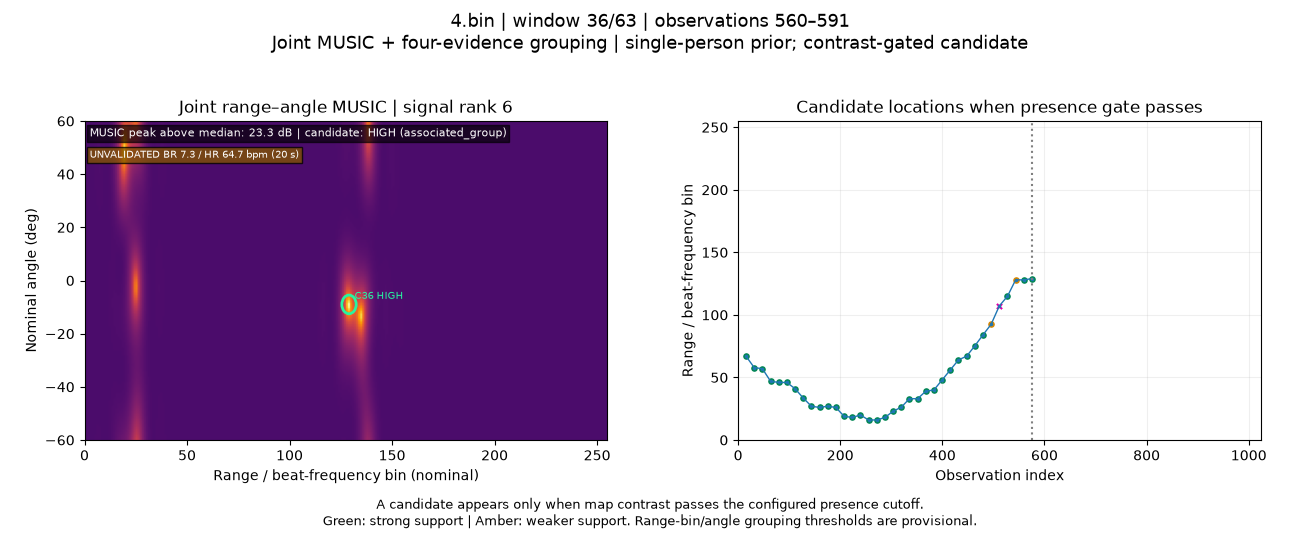 4.bin | window 36/63 | observations 560–591
Joint MUSIC + four-evidence grouping | single-person prior; contrast-gated candidate
Joint range–angle MUSIC | signal rank 6
MUSIC peak above median: 23.3 dB | candidate: HIGH (associated_group)
UNVALIDATED BR 7.3 / HR 64.7 bpm (20 s)
C36 HIGH
60
40
20
0
−20
−40
−60
Nominal angle (deg)
0
50
100
150
200
250
Range / beat-frequency bin (nominal)
Candidate locations when presence gate passes
250
200
150
100
50
0
Range / beat-frequency bin
0
200
400
600
800
1000
Observation index
A candidate appears only when map contrast passes the configured presence cutoff.
Green: strong support | Amber: weaker support. Range-bin/angle grouping thresholds are provisional.